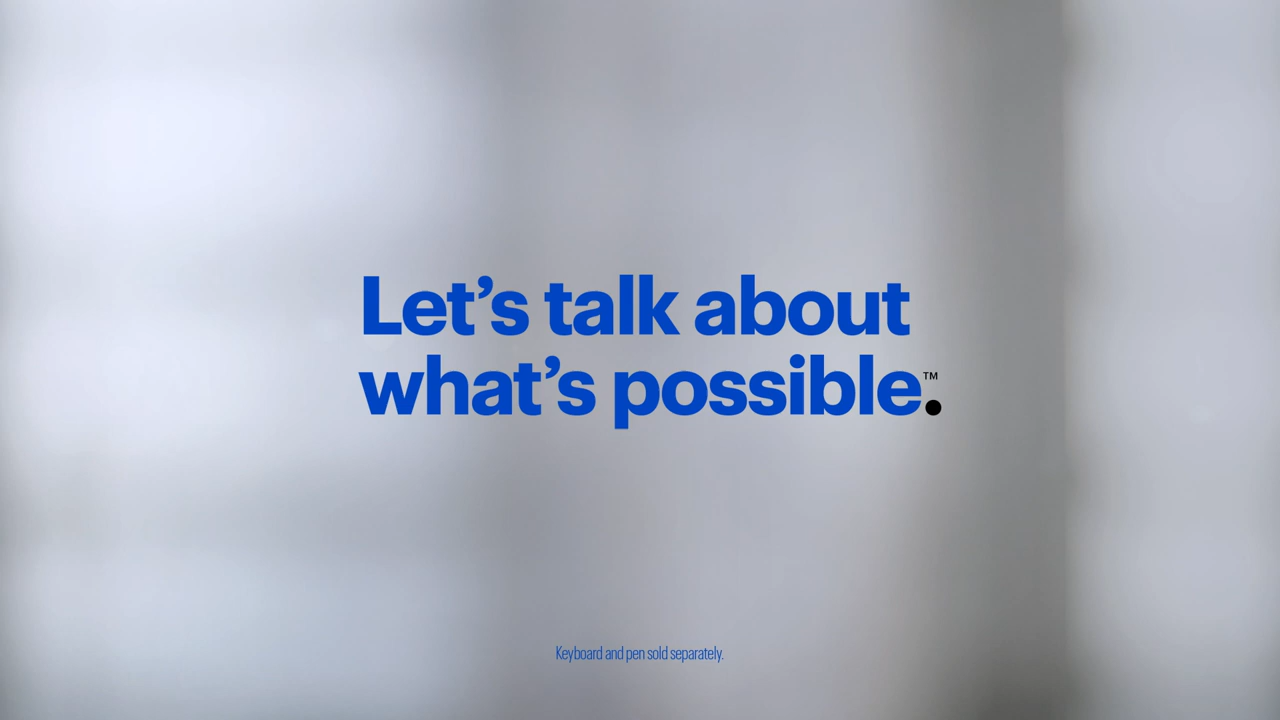 Let’s talk about
what’s possible.™
Keyboard and pen sold separately.